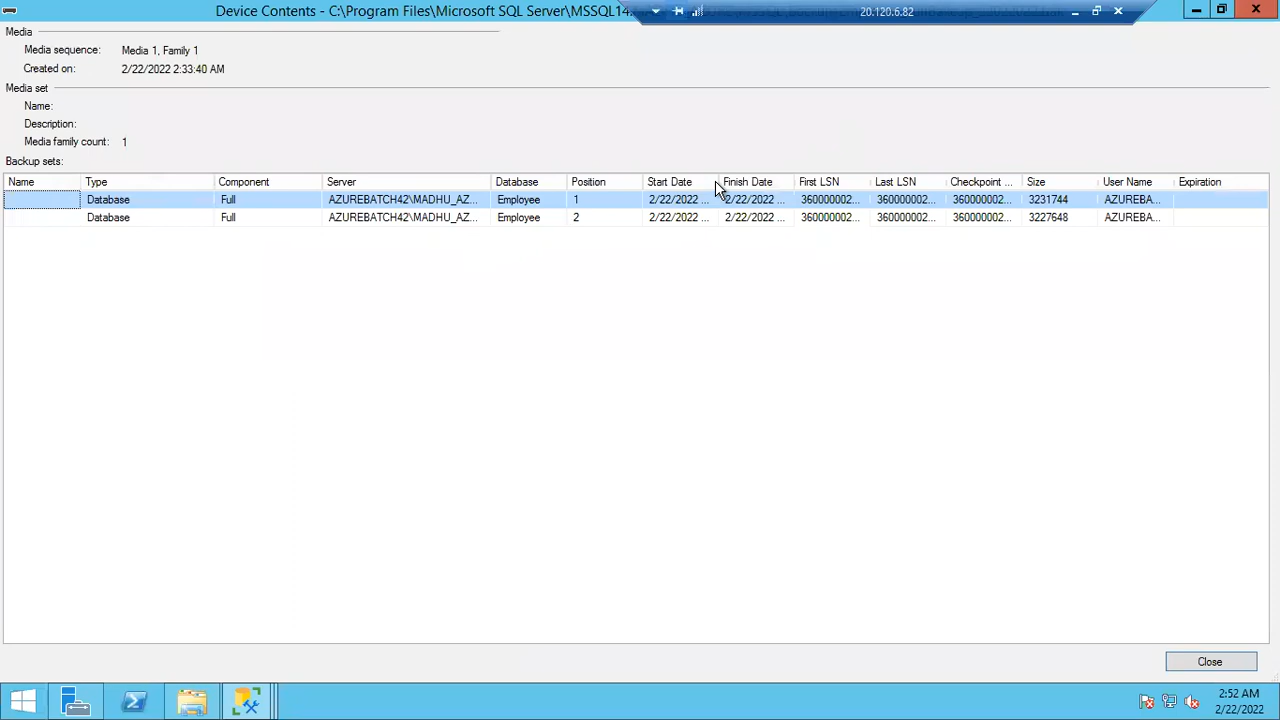 Device Contents - C:\Program Files\Microsoft SQL Server\MSSQL14.
20.120.6.82
Media
Media sequence: Media 1, Family 1
Created on: 2/22/2022 2:33:40 AM
Media set
Name:
Description:
Media family count: 1
Backup sets:
Name Type Component Server Database Position Start Date Finish Date First LSN Last LSN Checkpoint ... Size User Name Expiration
Database Full AZUREBATCH42\MADHU_AZ... Employee 1 2/22/2022 ... 2/22/2022 ... 360000002... 360000002... 360000002... 3231744 AZUREBA...
Database Full AZUREBATCH42\MADHU_AZ... Employee 2 2/22/2022 ... 2/22/2022 ... 360000002... 360000002... 360000002... 3227648 AZUREBA...
Close
2:52 AM
2/22/2022